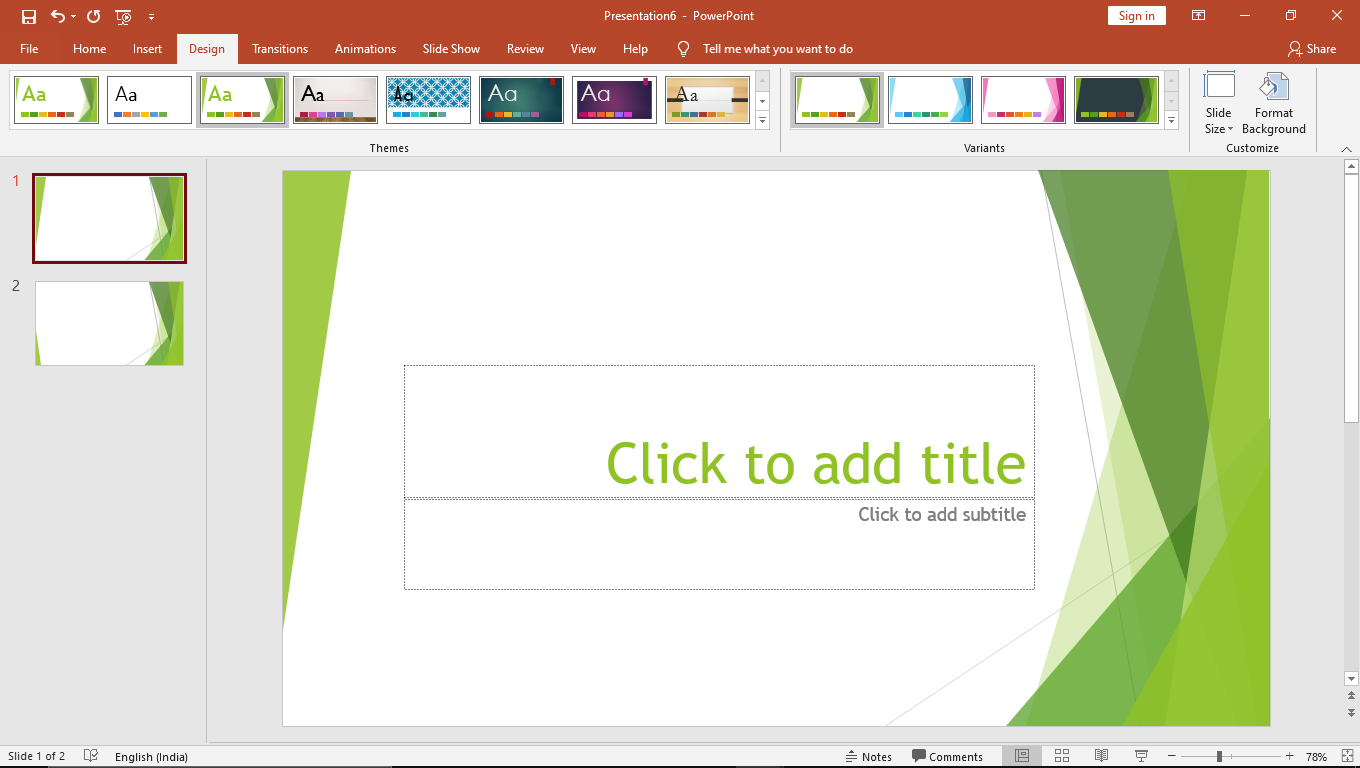 Presentation6 - PowerPoint
Sign in
File Home Insert Design Transitions Animations Slide Show Review View Help Tell me what you want to do Share
Aa Aa Aa Aa Aa Aa Aa Aa
Slide Size
Format Background
Themes Variants Customize
1
2
Click to add title
Click to add subtitle
Slide 1 of 2 English (India) Notes Comments 78%